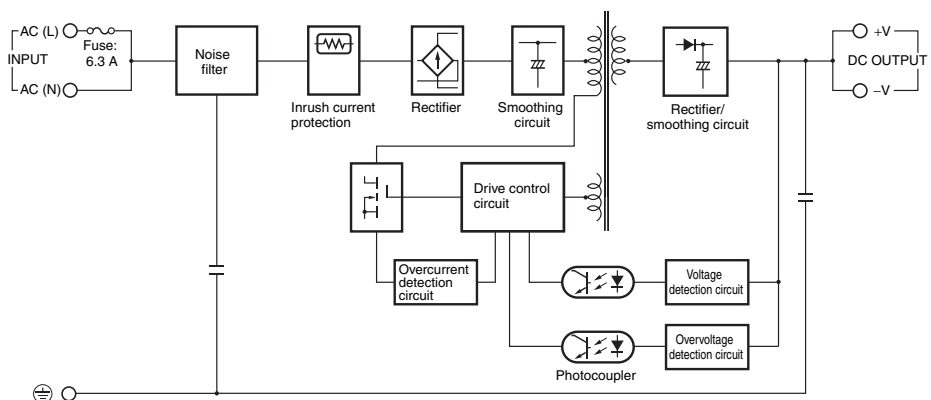 AC (L)
Fuse:
6.3 A
INPUT
AC (N)
Noise
filter
Inrush current
protection
Rectifier
Smoothing
circuit
Rectifier/
smoothing circuit
+V
DC OUTPUT
−V
Drive control
circuit
Overcurrent
detection
circuit
Voltage
detection circuit
Overvoltage
detection circuit
Photocoupler